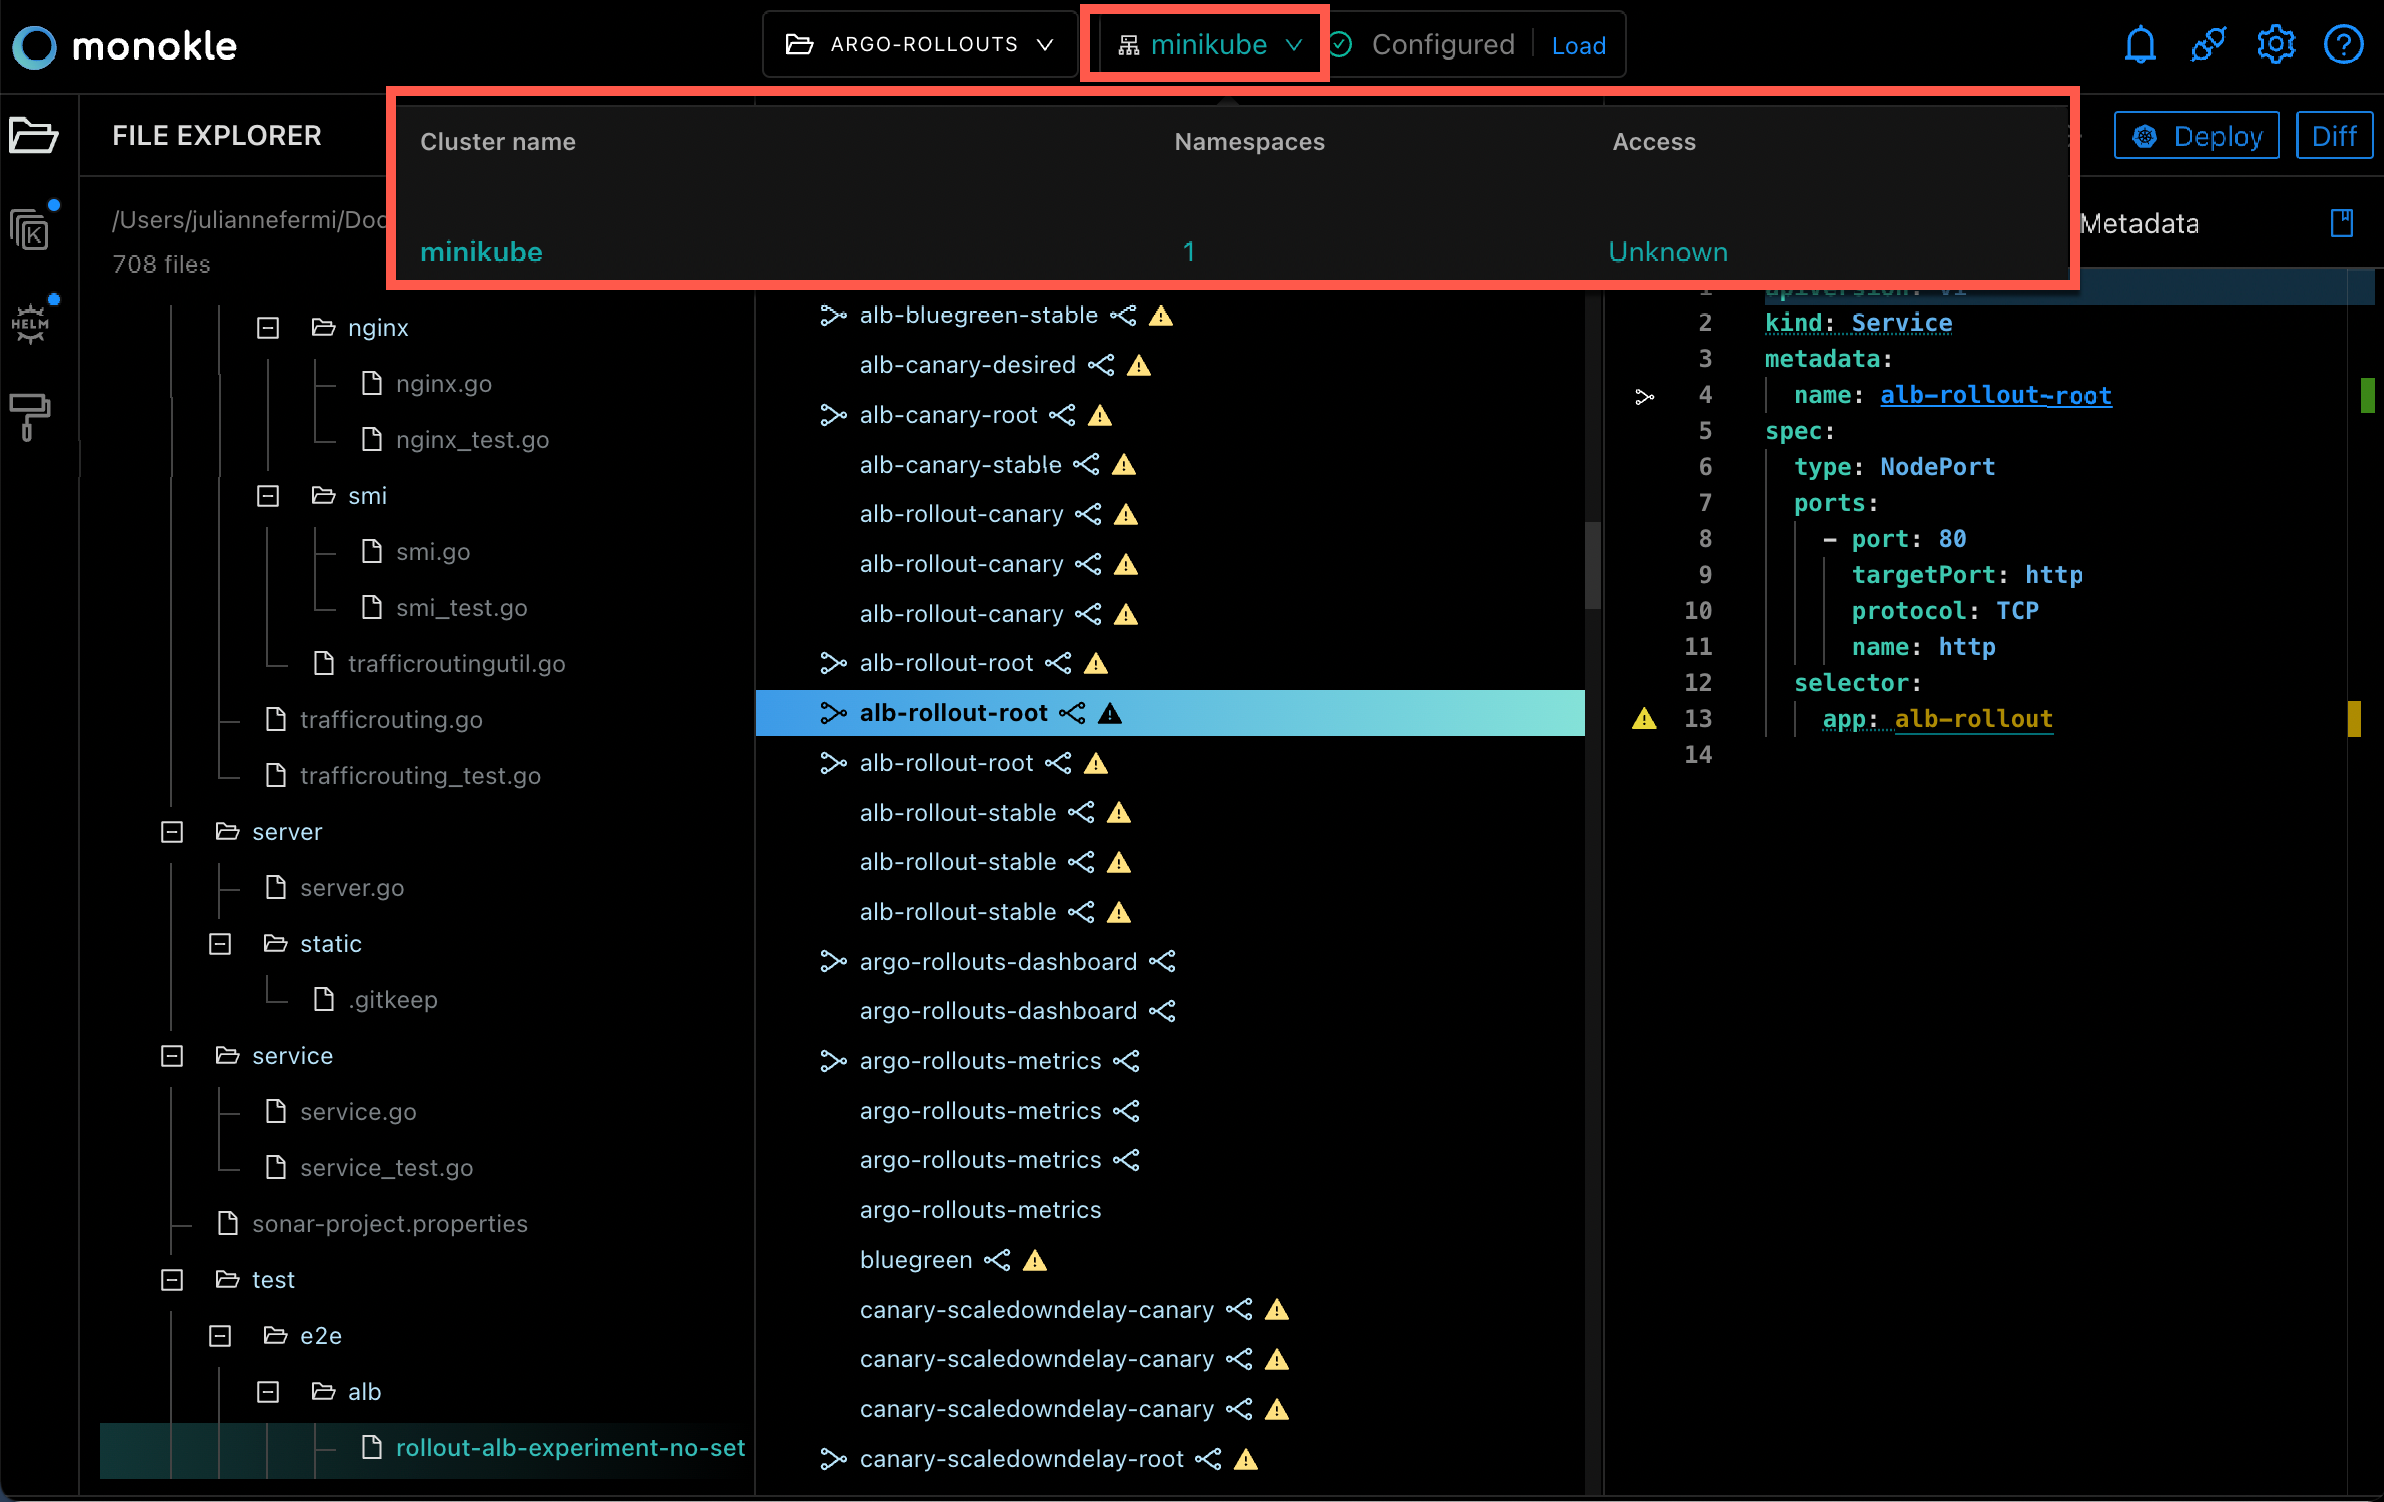 monokle
ARGO-ROLLOUTS
minikube
Configured
Load
FILE EXPLORER
Cluster name
Namespaces
Access
minikube
1
Unknown
Deploy
Diff
Metadata
/Users/juliannefermi/Doc
708 files
HELM
nginx
nginx.go
nginx_test.go
smi
smi.go
smi_test.go
trafficroutingutil.go
trafficrouting.go
trafficrouting_test.go
server
server.go
static
.gitkeep
service
service.go
service_test.go
sonar-project.properties
test
e2e
alb
rollout-alb-experiment-no-set
alb-bluegreen-stable
alb-canary-desired
alb-canary-root
alb-canary-stable
alb-rollout-canary
alb-rollout-canary
alb-rollout-canary
alb-rollout-root
alb-rollout-root
alb-rollout-root
alb-rollout-stable
alb-rollout-stable
alb-rollout-stable
argo-rollouts-dashboard
argo-rollouts-dashboard
argo-rollouts-metrics
argo-rollouts-metrics
argo-rollouts-metrics
argo-rollouts-metrics
bluegreen
canary-scaledowndelay-canary
canary-scaledowndelay-canary
canary-scaledowndelay-canary
canary-scaledowndelay-root
1 apiVersion: v1
2 kind: Service
3 metadata:
4 name: alb-rollout-root
5 spec:
6 type: NodePort
7 ports:
8 - port: 80
9 targetPort: http
10 protocol: TCP
11 name: http
12 selector:
13 app: alb-rollout
14